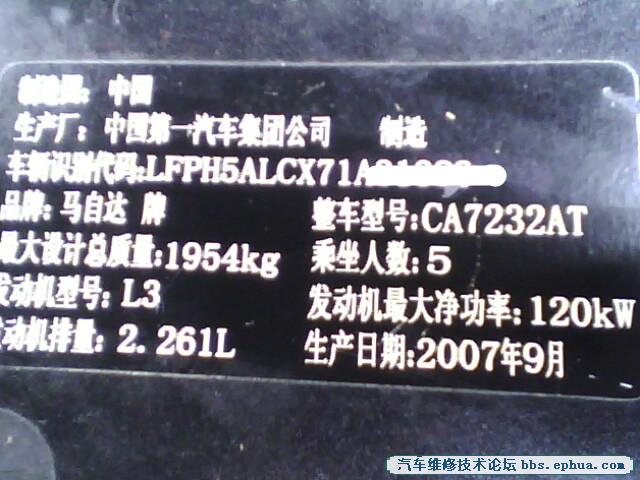 制造国: 中国
生产厂: 中国第一汽车集团公司 制造
车辆识别代码:LFPH5ALCX71A
品牌: 马自达 牌 整车型号: CA7232AT
最大设计总质量: 1954kg 乘坐人数: 5
发动机型号: L3 发动机最大净功率: 120kW
发动机排量: 2.261L 生产日期: 2007年9月
汽车维修技术论坛 bbs.ephua.com